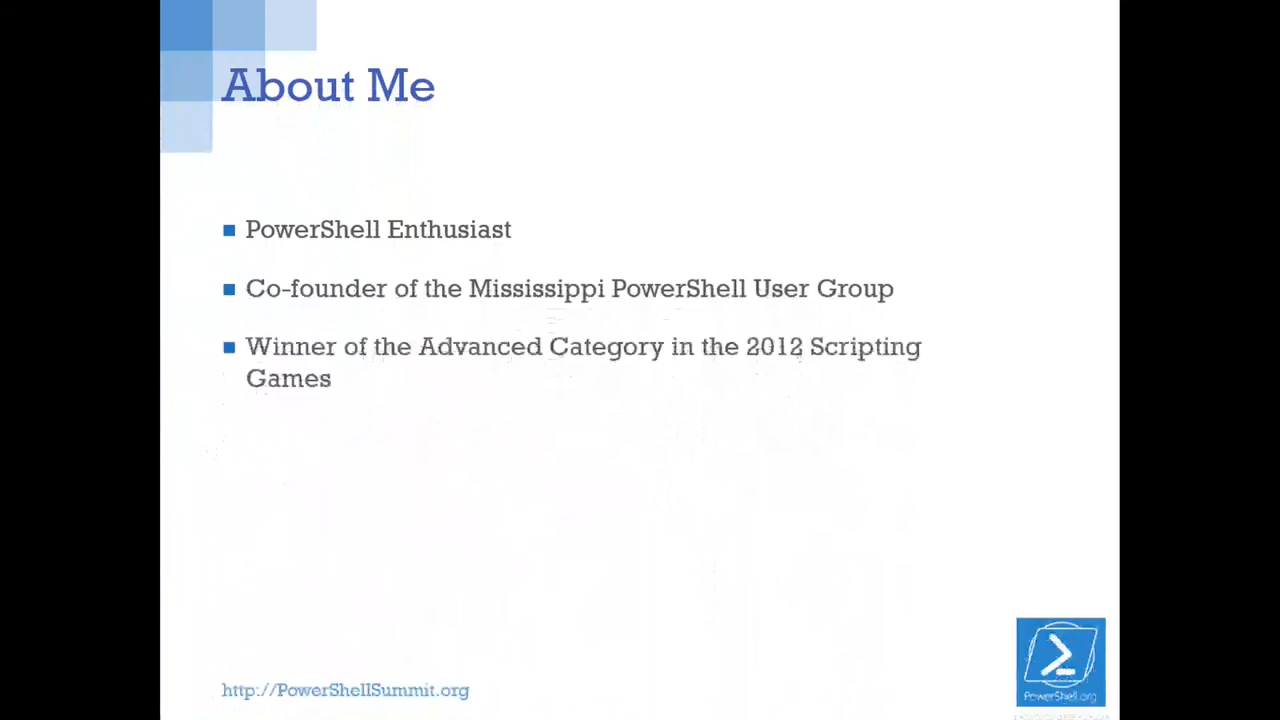 About Me
PowerShell Enthusiast
Co-founder of the Mississippi PowerShell User Group
Winner of the Advanced Category in the 2012 Scripting
Games
http://PowerShellSummit.org
PowerShell.org